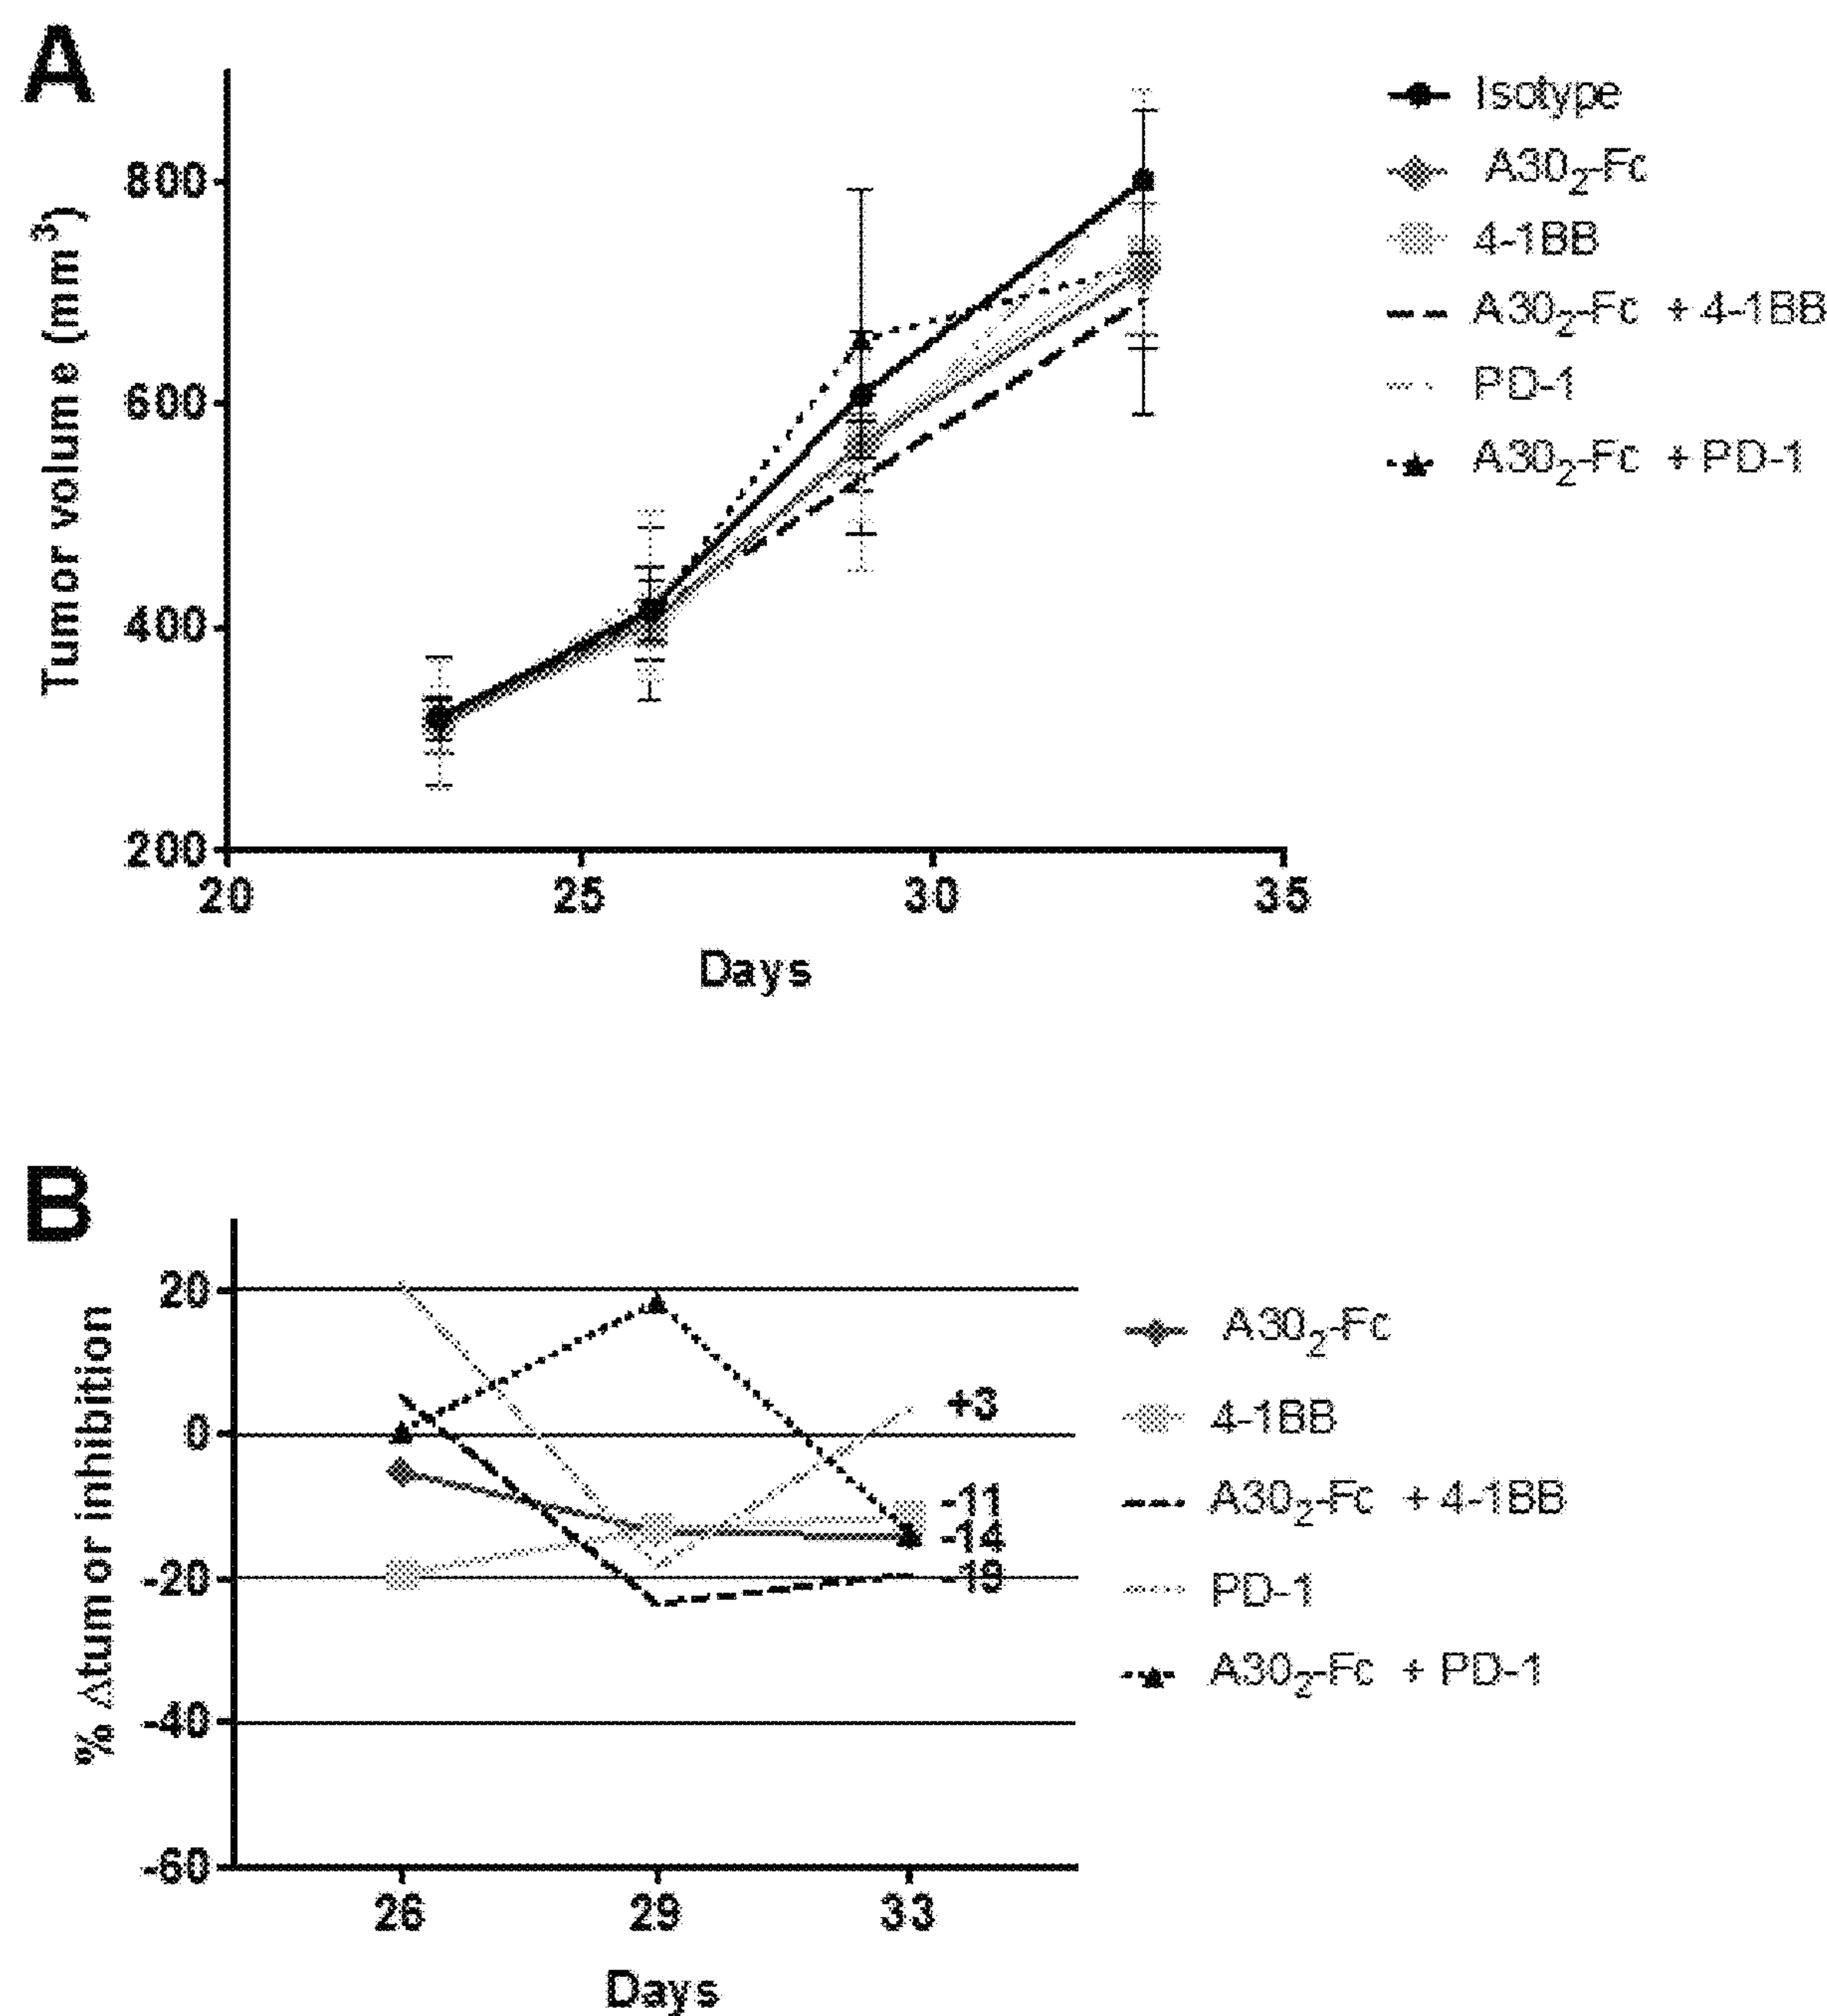 A
Tumor volume (mm³)
800
600
400
200
20 25 30 35
Days
Isotype
A30₂-Fc
4-1BB
A30₂-Fc + 4-1BB
PD-1
A30₂-Fc + PD-1
B
% Δtumor inhibition
20
0
-20
-40
-60
26 29 33
Days
+3
-11
-14
A30₂-Fc
4-1BB
A30₂-Fc + 4-1BB
PD-1
A30₂-Fc + PD-1